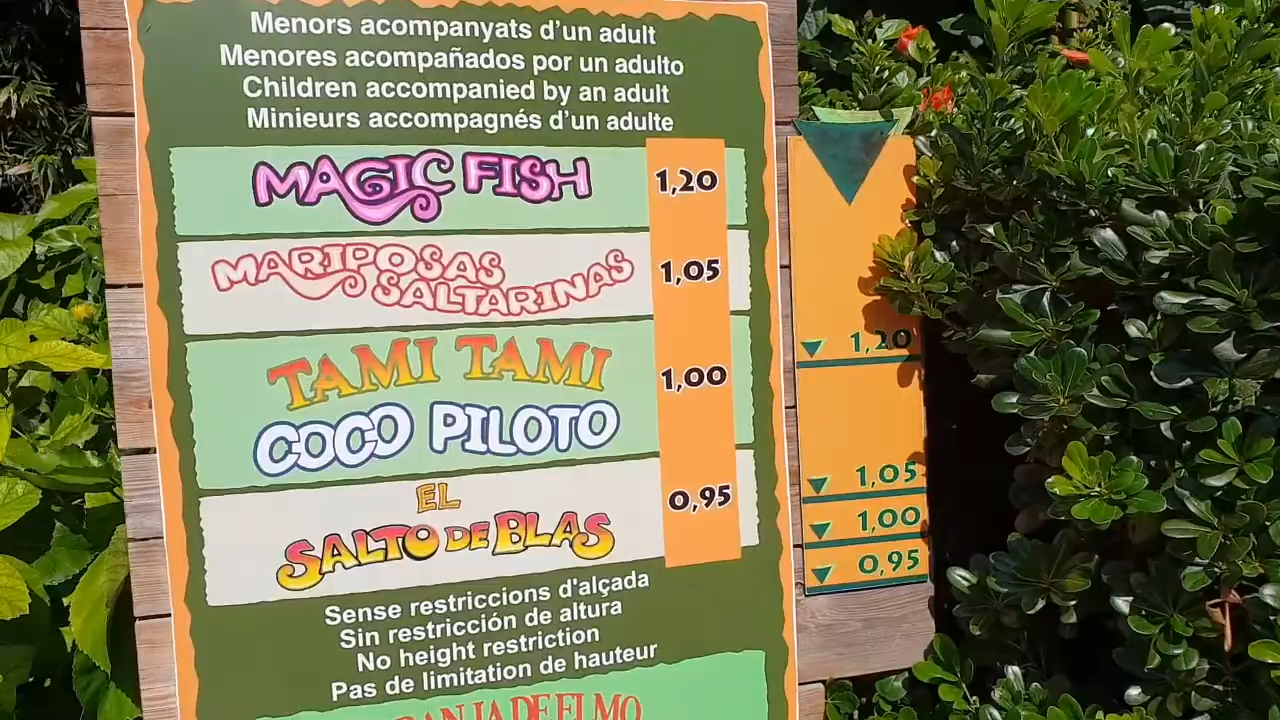 Menors acompanyats d'un adult
Menores acompañados por un adulto
Children accompanied by an adult
Minieurs accompagnés d'un adulte
MAGIC FISH 1,20
MARIPOSAS SALTARINAS 1,05
TAMI TAMI
COCO PILOTO 1,00
EL
SALTO DE BLAS 0,95
Sense restriccions d'alçada
Sin restricción de altura
No height restriction
Pas de limitation de hauteur
DE ELMO
1,20
1,05
1,00
0,95